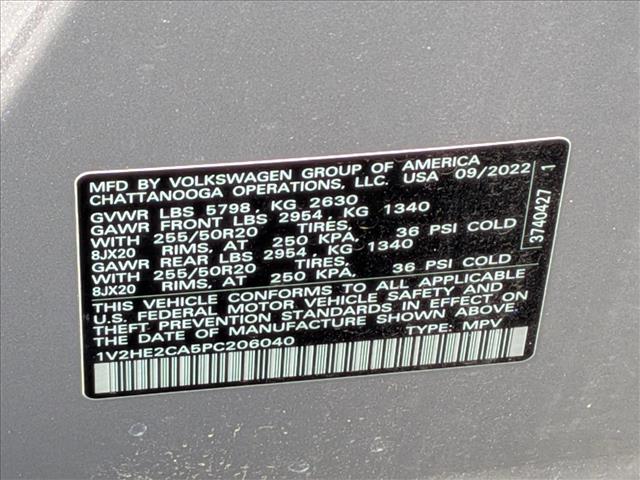 MFD BY VOLKSWAGEN GROUP OF AMERICA
CHATTANOOGA OPERATIONS, LLC. USA 09/2022
GVWR LBS 5798, KG 2630
GAWR FRONT LBS 2954, KG 1340
WITH 255/50R20 TIRES,
8JX20 RIMS, AT 250 KPA, 36 PSI COLD
GAWR REAR LBS 2954, KG 1340
WITH 255/50R20 TIRES,
8JX20 RIMS, AT 250 KPA, 36 PSI COLD
THIS VEHICLE CONFORMS TO ALL APPLICABLE
U.S. FEDERAL MOTOR VEHICLE SAFETY AND
THEFT PREVENTION STANDARDS IN EFFECT ON
THE DATE OF MANUFACTURE SHOWN ABOVE.
1V2HE2CA5PC206040 TYPE: MPV
3740427 1